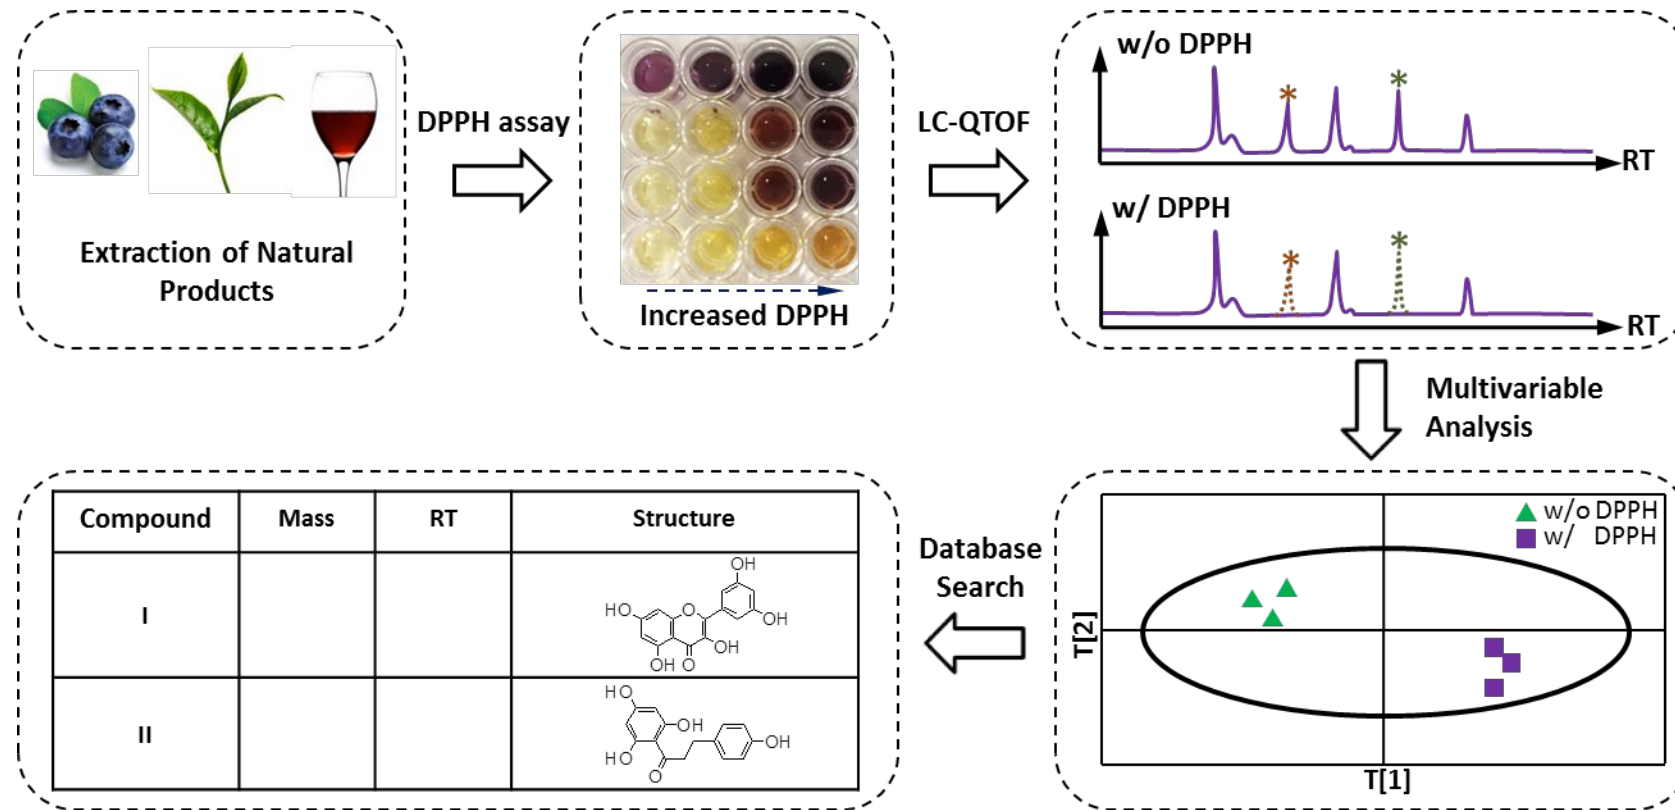 Extraction of Natural
Products
DPPH assay
Increased DPPH
LC-QTOF
w/o DPPH
*
*
RT
w/ DPPH
*
*
RT
Multivariable
Analysis
w/o DPPH
w/ DPPH
T[2]
T[1]
Database
Search
Compound Mass RT Structure
I
OH
HO
O
OH
OH
OH O
II
HO
OH
HO
O
OH